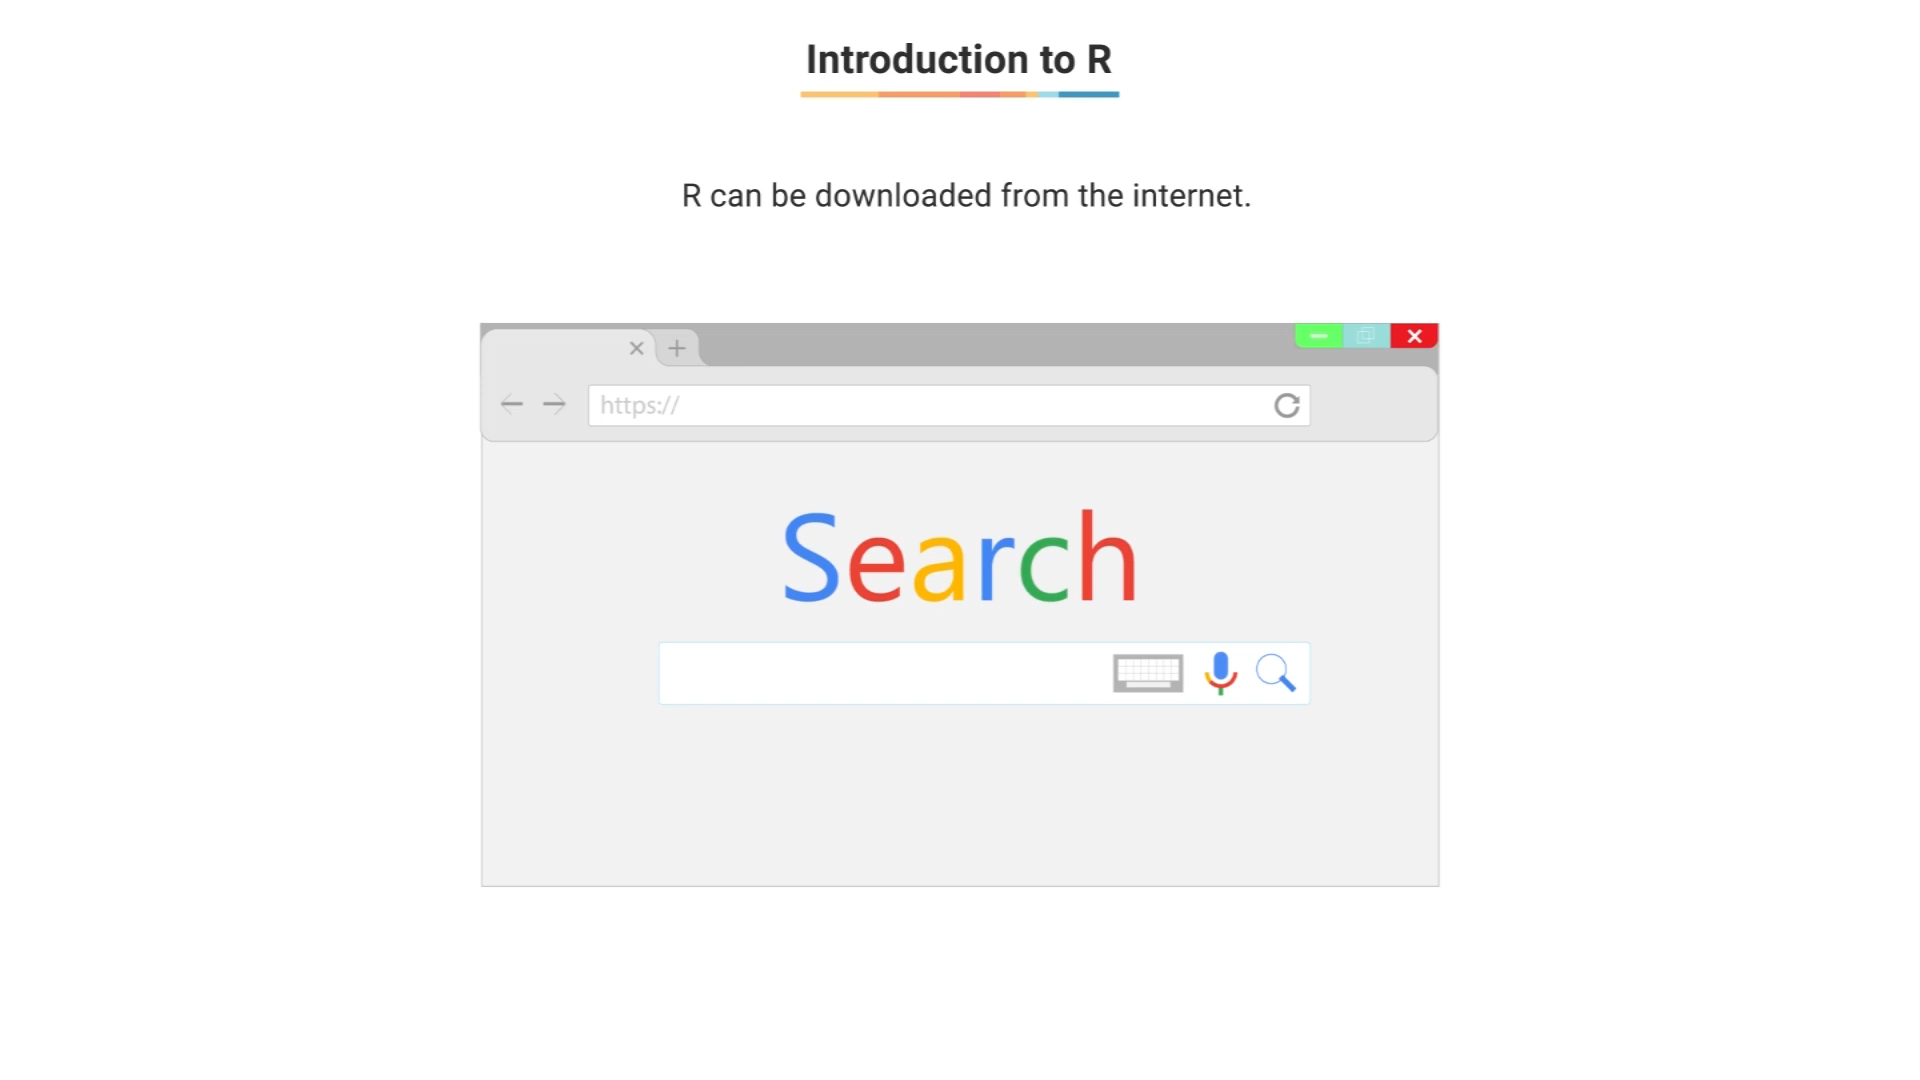 Introduction to R
R can be downloaded from the internet.
https://
Search